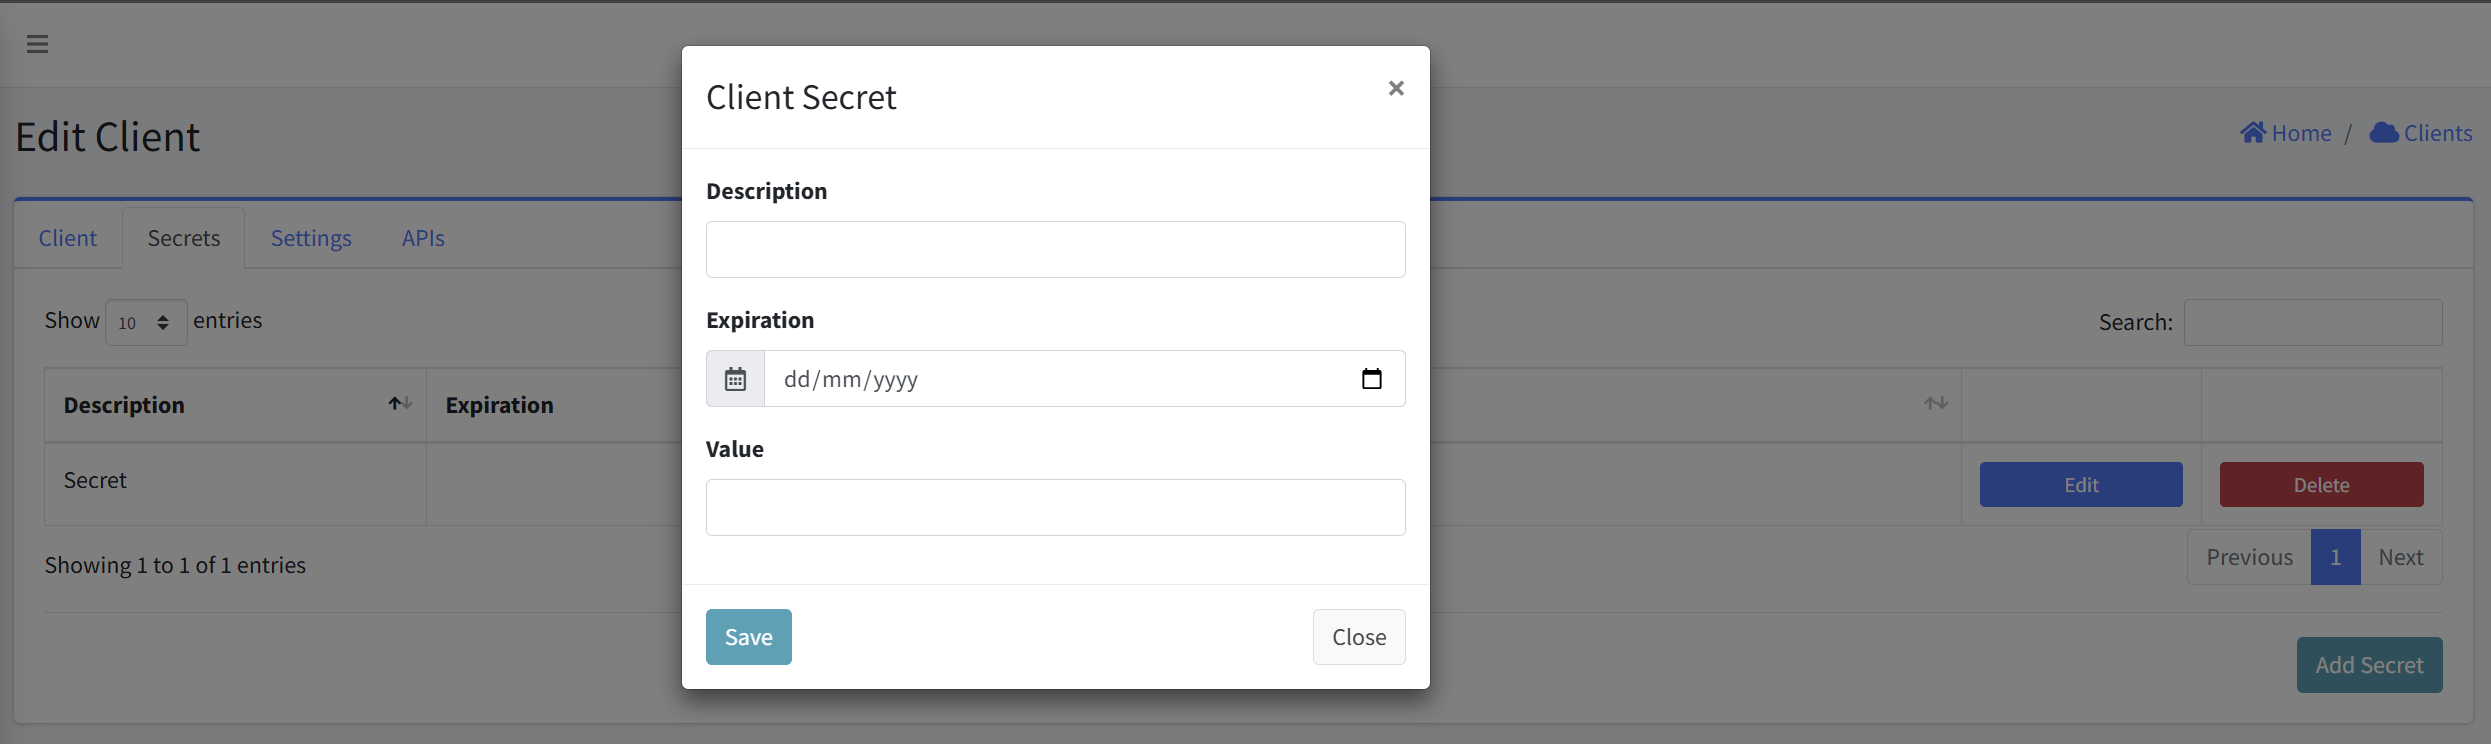 Client Secret
×
Edit Client
Home / Clients
Description
Client
Secrets
Settings
APIs
Expiration
dd/mm/yyyy
Show 10 entries
Search:
Description
Expiration
Value
Secret
Edit
Delete
Showing 1 to 1 of 1 entries
Previous
1
Next
Save
Close
Add Secret